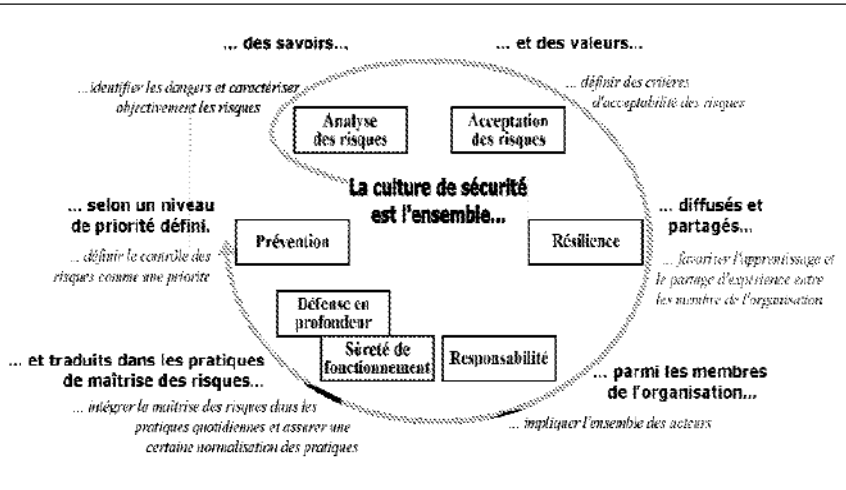 ... des savoirs...
... et des valeurs...
... identifier les dangers et caractériser
objectivement les risques
... définir des critères
d'acceptabilité des risques
Analyse
des risques
Acceptation
des risques
La culture de sécurité
est l'ensemble...
... selon un niveau
de priorité défini.
... définir le contrôle des
risques comme une priorite
Prévention
Résilience
... diffusés et
partagés...
... favoriser l'apprentissage et
le partage d'expérience entre
les membre de l'organisation
Défense en
profondeur
Sûreté de
fonctionnement
Responsabilité
... et traduits dans les pratiques
de maîtrise des risques...
... intégrer la maîtrise des risques dans les
pratiques quotidiennes et assurer une
certaine normalisation des pratiques
... parmi les membres
de l'organisation...
... impliquer l'ensemble des acteurs